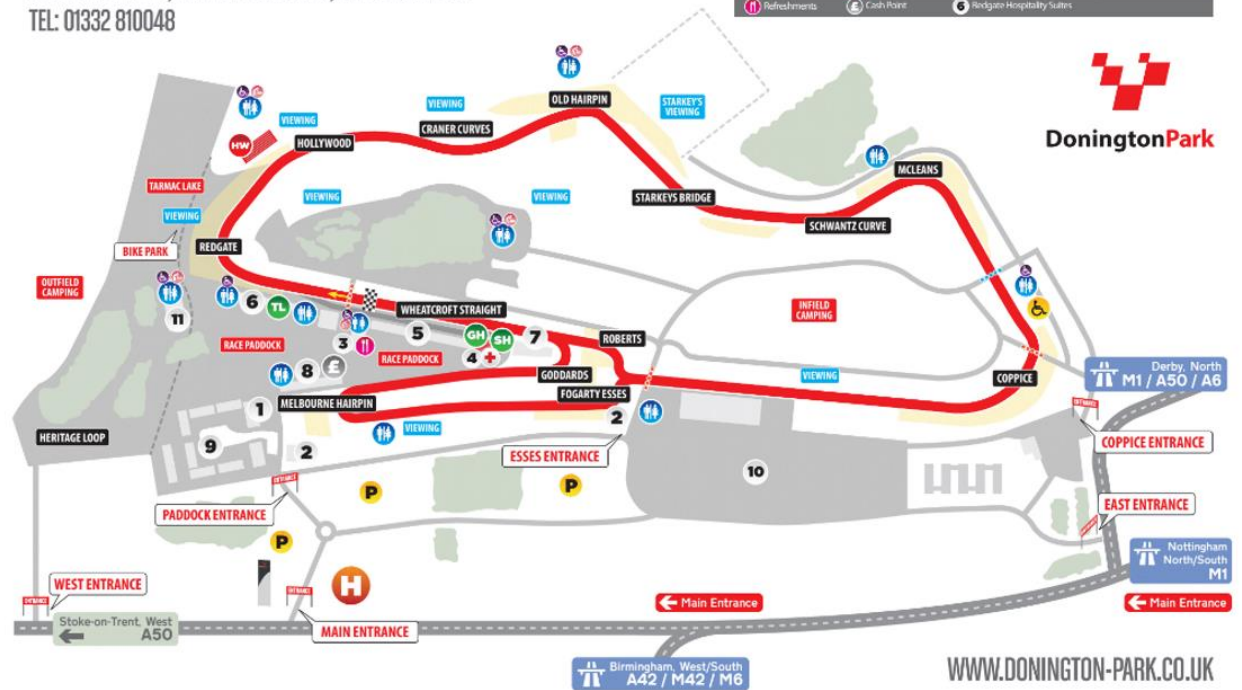 TEL: 01332 810048
Refreshments
£ Cash Point
6 Redgate Hospitality Suites
DoningtonPark
OLD HAIRPIN
VIEWING
STARKEY'S
VIEWING
CRANER CURVES
VIEWING
HOLLYWOOD
HW
MCLEANS
TARMAC LAKE
VIEWING
VIEWING
STARKEYS BRIDGE
SCHWANTZ CURVE
VIEWING
REDGATE
BIKE PARK
OUTFIELD
CAMPING
11
6
TL
WHEATCROFT STRAIGHT
INFIELD
CAMPING
5
GH
SH
7
ROBERTS
RACE PADDOCK
3
RACE PADDOCK
4
8
£
GODDARDS
VIEWING
COPPICE
FOGARTY ESSES
MELBOURNE HAIRPIN
1
2
VIEWING
Derby, North
M1 / A50 / A6
ENTRANCE
COPPICE ENTRANCE
HERITAGE LOOP
9
2
ESSES ENTRANCE
10
P
P
ENTRANCE
PADDOCK ENTRANCE
EAST ENTRANCE
P
Nottingham
North/South
M1
WEST ENTRANCE
ENTRANCE
H
ENTRANCE
Main Entrance
Main Entrance
Stoke-on-Trent, West
A50
MAIN ENTRANCE
Birmingham, West/South
A42 / M42 / M6
WWW.DONINGTON-PARK.CO.UK